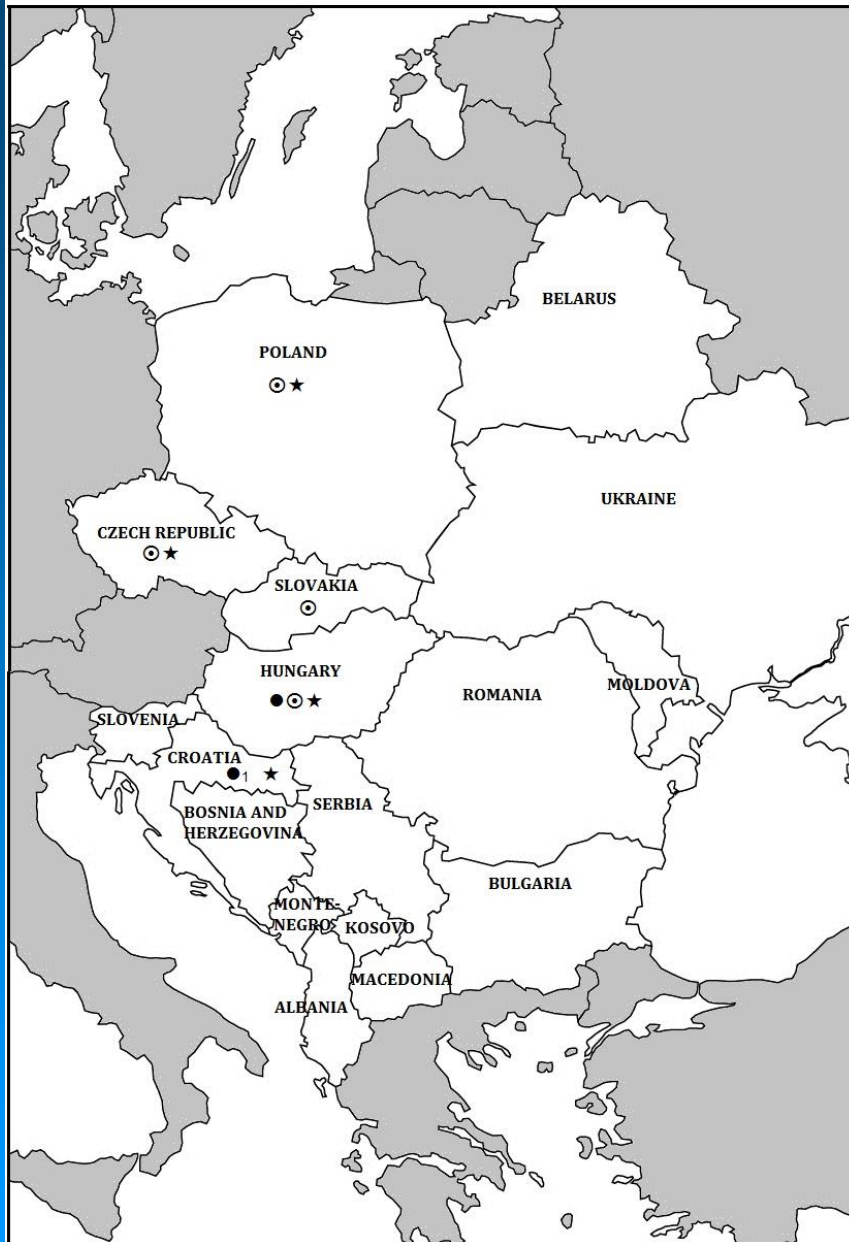 BELARUS
POLAND
UKRAINE
CZECH REPUBLIC
SLOVAKIA
HUNGARY
MOLDOVA
ROMANIA
SLOVENIA
CROATIA
1
SERBIA
BOSNIA AND
HERZEGOVINA
BULGARIA
MONTE-
NEGRO
KOSOVO
MACEDONIA
ALBANIA